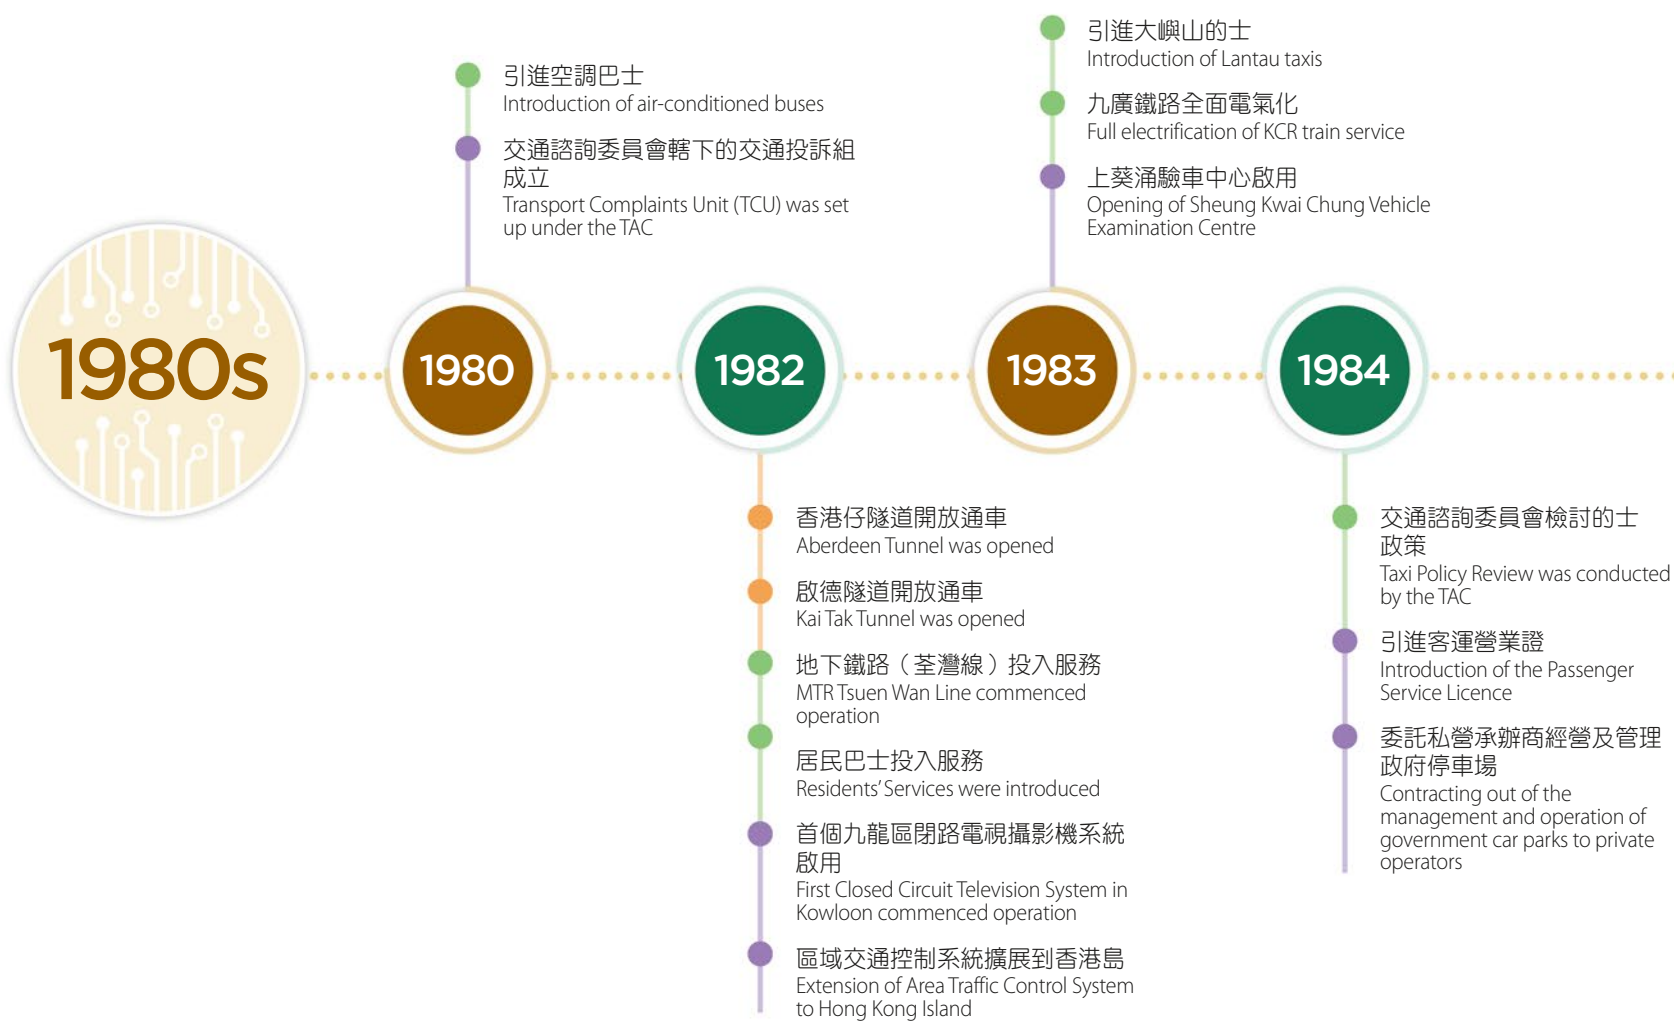 1980s
1980
引進空調巴士
Introduction of air-conditioned buses
交通諮詢委員會轄下的交通投訴組
成立
Transport Complaints Unit (TCU) was set
up under the TAC
1982
香港仔隧道開放通車
Aberdeen Tunnel was opened
啟德隧道開放通車
Kai Tak Tunnel was opened
地下鐵路（荃灣線）投入服務
MTR Tsuen Wan Line commenced
operation
居民巴士投入服務
Residents' Services were introduced
首個九龍區閉路電視攝影機系統
啟用
First Closed Circuit Television System in
Kowloon commenced operation
區域交通控制系統擴展到香港島
Extension of Area Traffic Control System
to Hong Kong Island
1983
引進大嶼山的士
Introduction of Lantau taxis
九廣鐵路全面電氣化
Full electrification of KCR train service
上葵涌驗車中心啟用
Opening of Sheung Kwai Chung Vehicle
Examination Centre
1984
交通諮詢委員會檢討的士
政策
Taxi Policy Review was conducted
by the TAC
引進客運營業證
Introduction of the Passenger
Service Licence
委託私營承辦商經營及管理
政府停車場
Contracting out of the
management and operation of
government car parks to private
operators